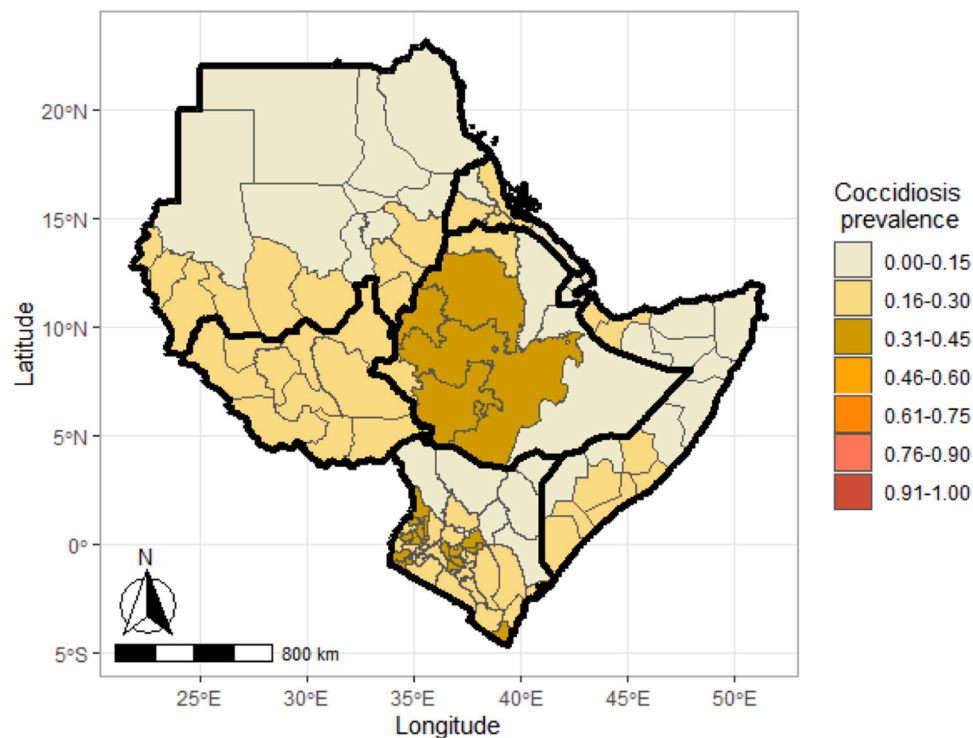 Coccidiosis
prevalence
0.00-0.15
0.16-0.30
0.31-0.45
0.46-0.60
0.61-0.75
0.76-0.90
0.91-1.00
Latitude
20°N
15°N
10°N
5°N
0°
5°S
N
800 km
25°E 30°E 35°E 40°E 45°E 50°E
Longitude